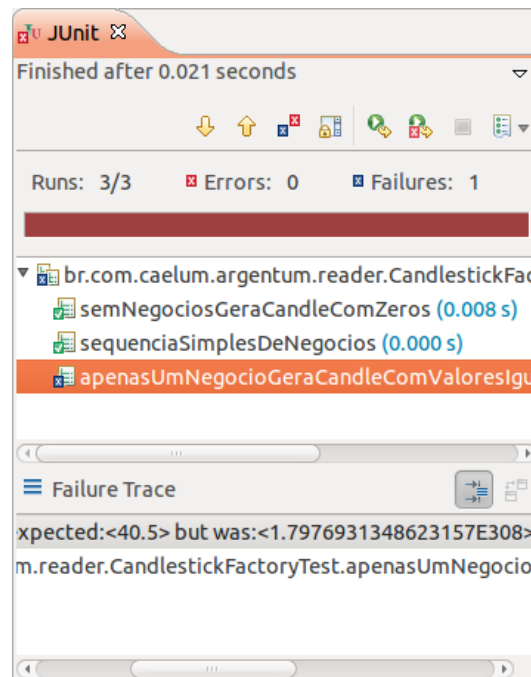 JUnit
Finished after 0.021 seconds
Runs: 3/3 Errors: 0 Failures: 1
br.com.caelum.argentum.reader.CandlestickFac
semNegociosGeraCandleComZeros (0.008 s)
sequenciaSimplesDeNegocios (0.000 s)
apenasUmNegocioGeraCandleComValoresIgu
Failure Trace
xpected:<40.5> but was:<1.7976931348623157E308>
m.reader.CandlestickFactoryTest.apenasUmNegocio